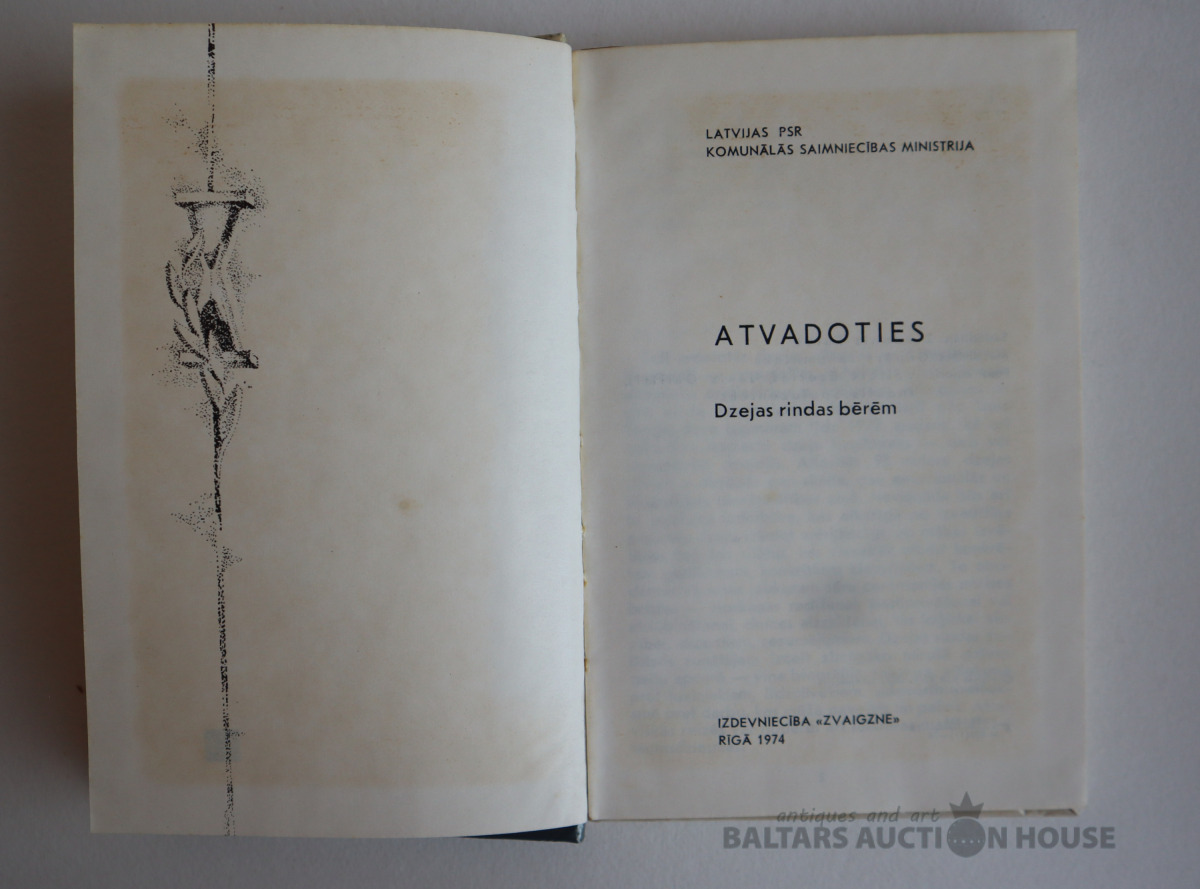 LATVIJAS PSR
KOMUNĀLĀS SAIMNIECĪBAS MINISTRIJA
ATVADOTIES
Dzejas rindas bērēm
IZDEVNIECĪBA «ZVAIGZNE»
RĪGĀ 1974
antiques and art
BALTARS AUCTION HOUSE